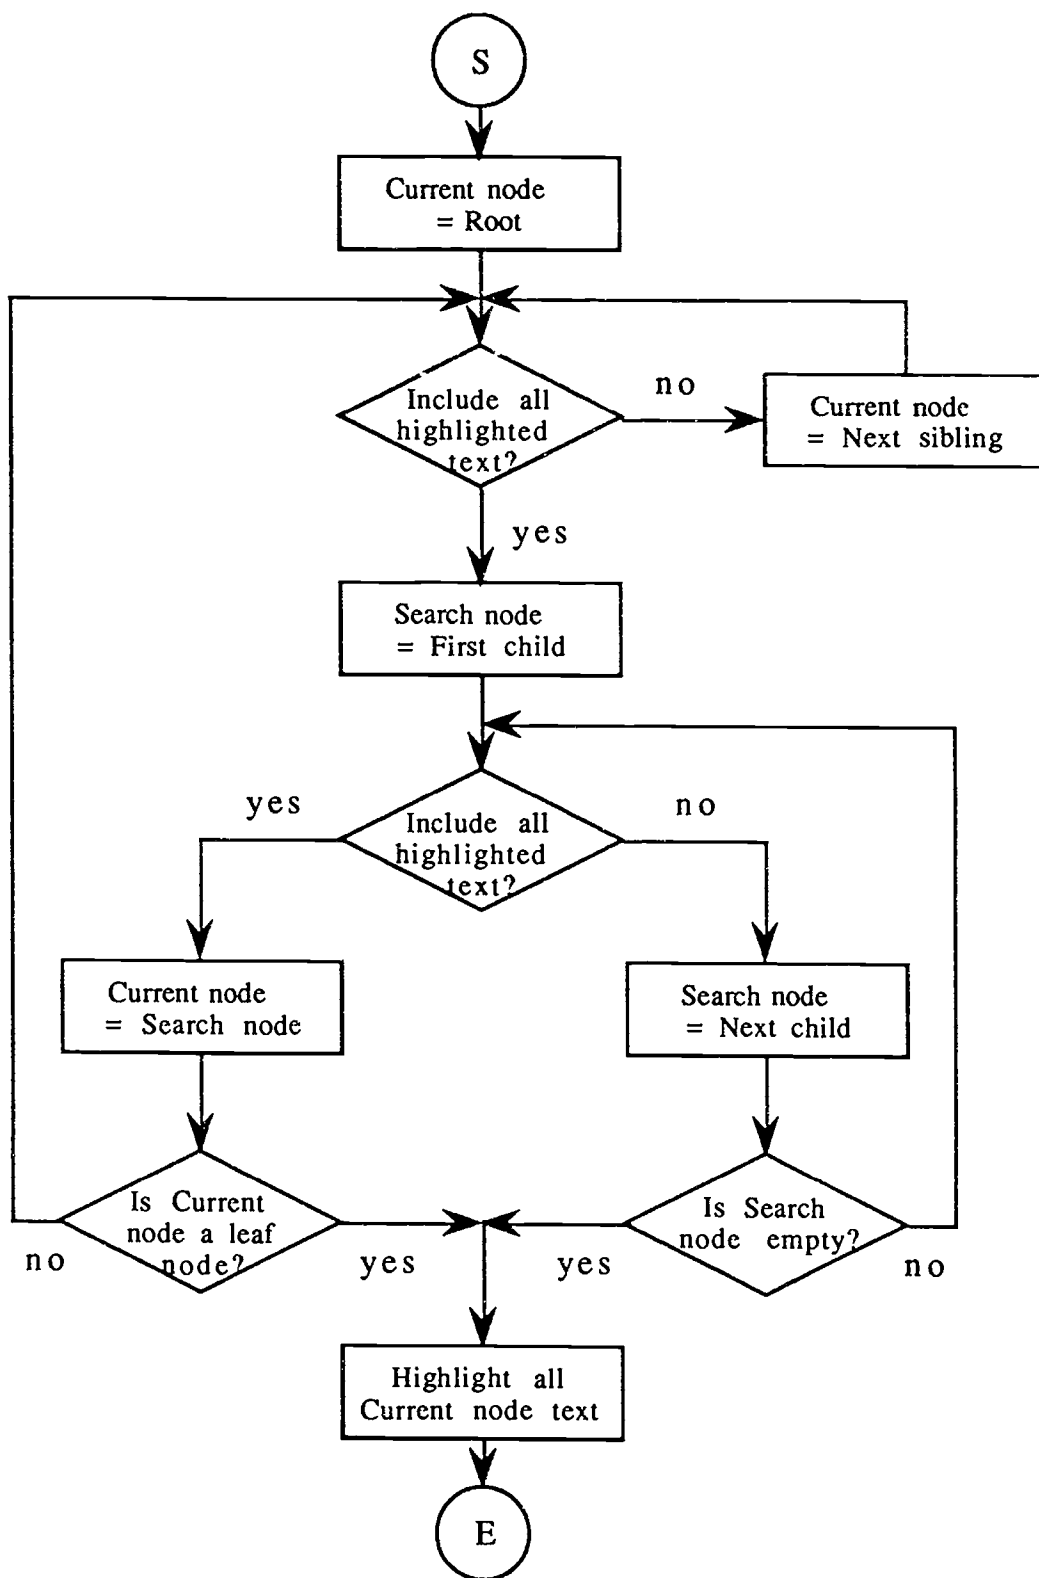 S
Current node
= Root
Include all
highlighted
text?
no
Current node
= Next sibling
yes
Search node
= First child
yes
no
Include all
highlighted
text?
Current node
= Search node
Search node
= Next child
Is Current
node a leaf
node?
no
yes
Is Search
node empty?
yes
no
Highlight all
Current node text
E